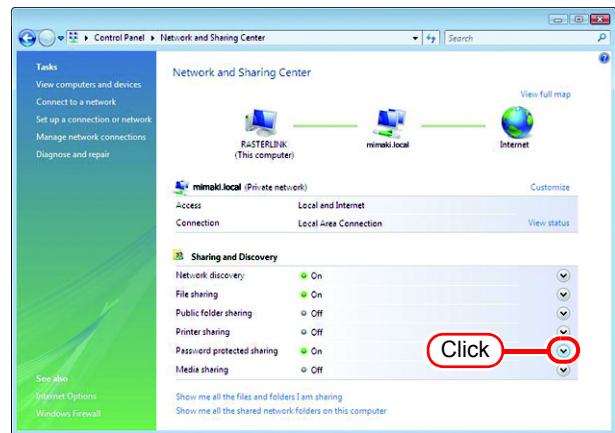 Control Panel ▸ Network and Sharing Center
Search
Tasks
View computers and devices
Connect to a network
Set up a connection or network
Manage network connections
Diagnose and repair
See also
Internet Options
Windows Firewall
Network and Sharing Center
View full map
RASTERLINK
(This computer)
mimaki.local
Internet
mimaki.local (Private network)
Customize
Access Local and Internet
Connection Local Area Connection View status
Sharing and Discovery
Network discovery On
File sharing On
Public folder sharing Off
Printer sharing Off
Password protected sharing On
Click
Media sharing Off
Show me all the files and folders I am sharing
Show me all the shared network folders on this computer